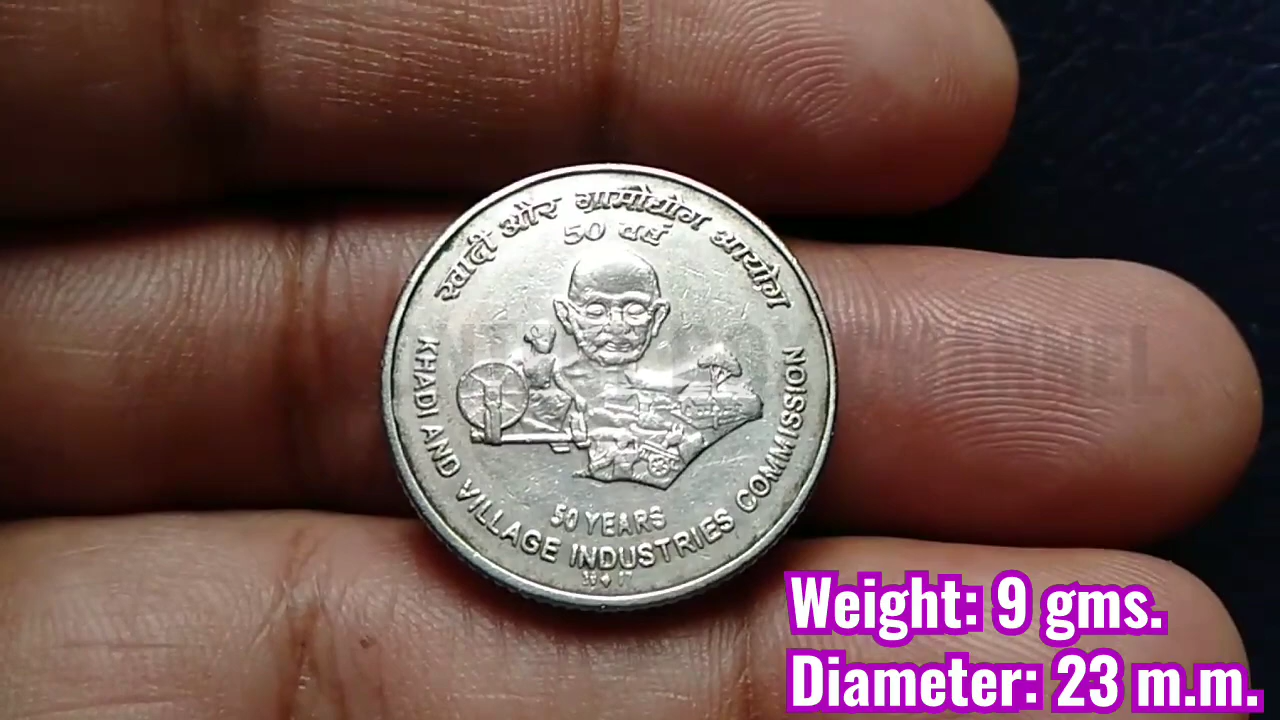 खादी और ग्रामोद्योग आयोग
50 वर्ष
50 YEARS
KHADI AND VILLAGE INDUSTRIES COMMISSION
Weight: 9 gms.
Diameter: 23 m.m.